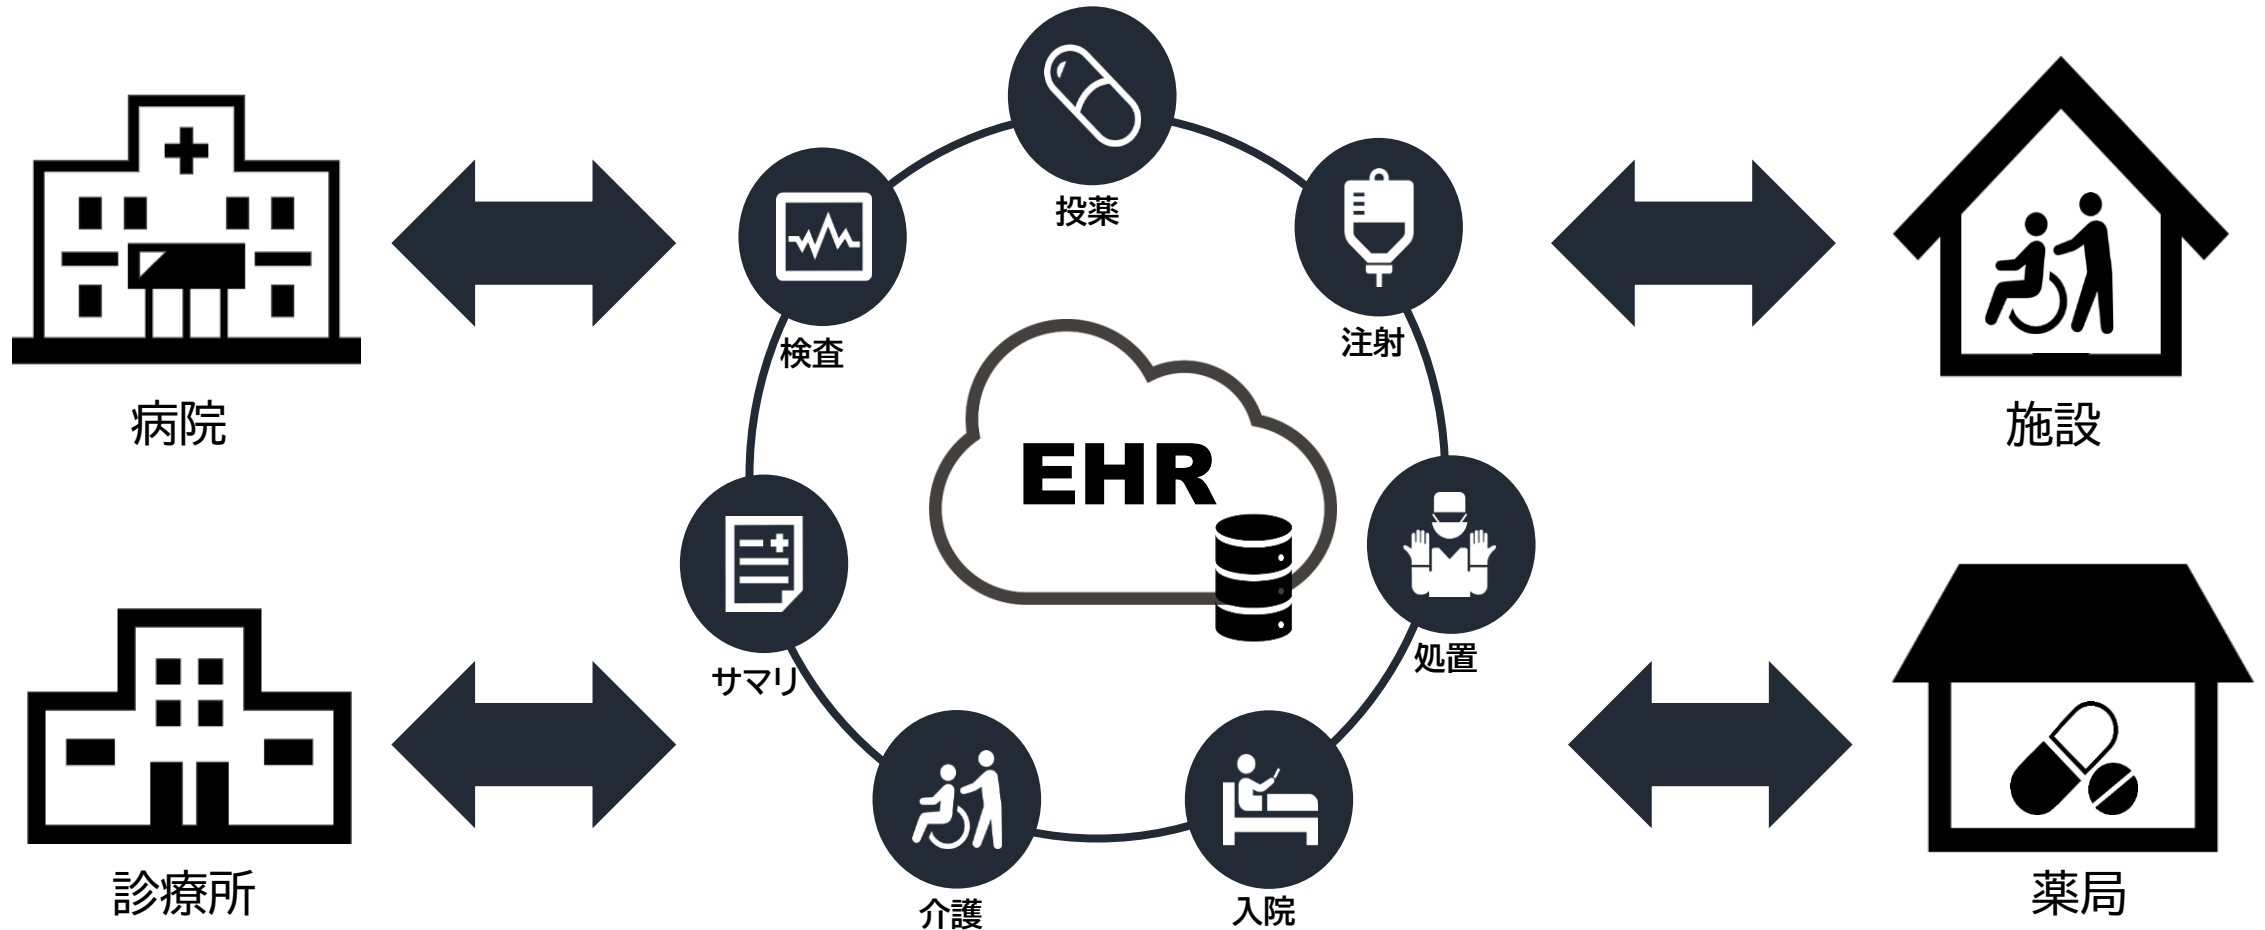 投薬
検査
注射
病院
EHR
施設
サマリ
処置
診療所
介護
入院
薬局